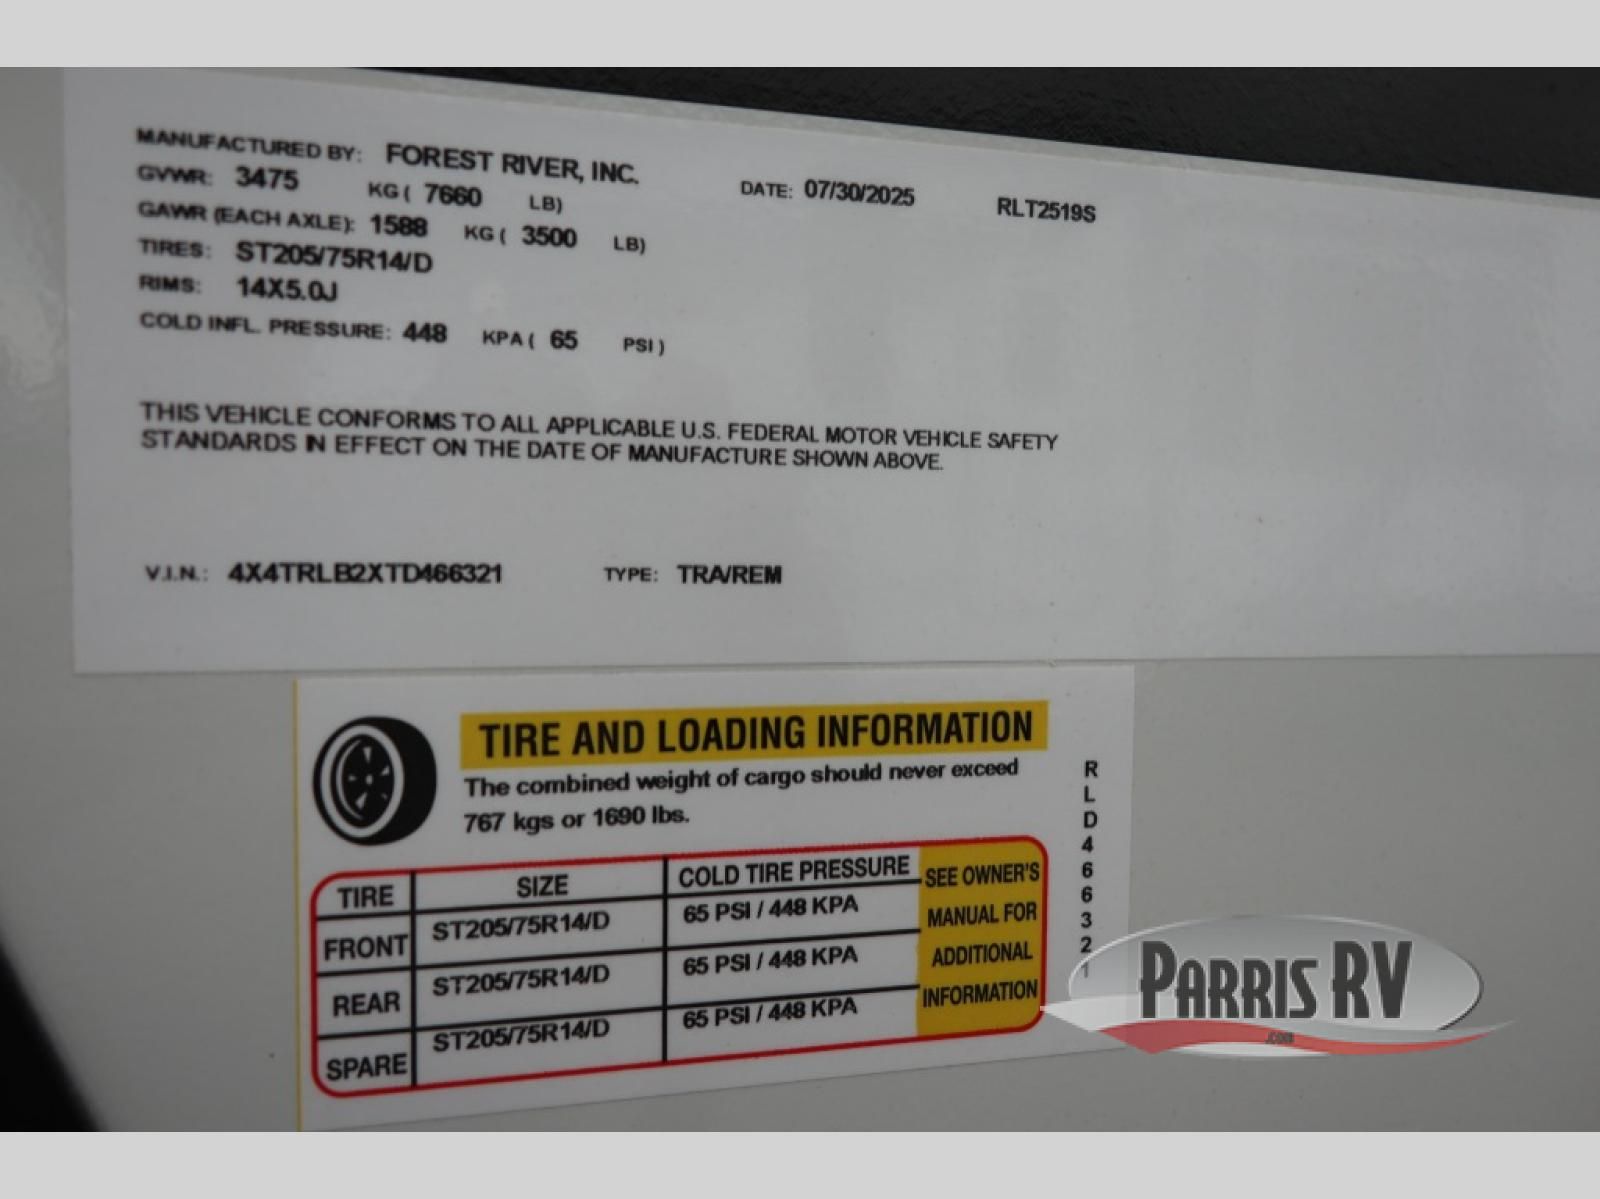 MANUFACTURED BY: FOREST RIVER, INC.
GVWR: 3475 KG ( 7660 LB) DATE: 07/30/2025 RLT2519S
GAWR (EACH AXLE): 1588 KG ( 3500 LB)
TIRES: ST205/75R14/D
RIMS: 14X5.0J
COLD INFL. PRESSURE: 448 KPA ( 65 PSI )
THIS VEHICLE CONFORMS TO ALL APPLICABLE U.S. FEDERAL MOTOR VEHICLE SAFETY
STANDARDS IN EFFECT ON THE DATE OF MANUFACTURE SHOWN ABOVE.
V.I.N.: 4X4TRLB2XTD466321 TYPE: TRA/REM
TIRE AND LOADING INFORMATION
The combined weight of cargo should never exceed
767 kgs or 1690 lbs.
TIRE SIZE COLD TIRE PRESSURE
FRONT ST205/75R14/D 65 PSI / 448 KPA
REAR ST205/75R14/D 65 PSI / 448 KPA
SPARE ST205/75R14/D 65 PSI / 448 KPA
SEE OWNER'S
MANUAL FOR
ADDITIONAL
INFORMATION
RLD466321
PARRIS RV
.COM